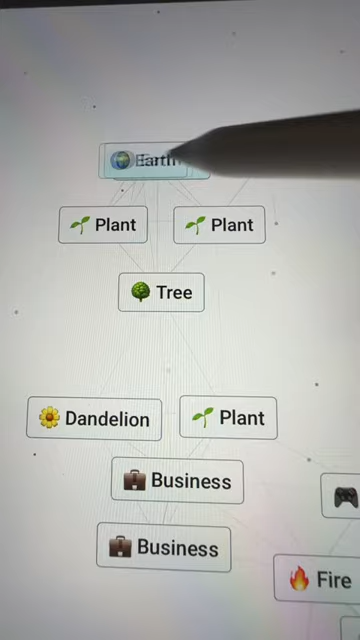 Earth
Plant Plant
Tree
Dandelion Plant
Business
Business
Fire